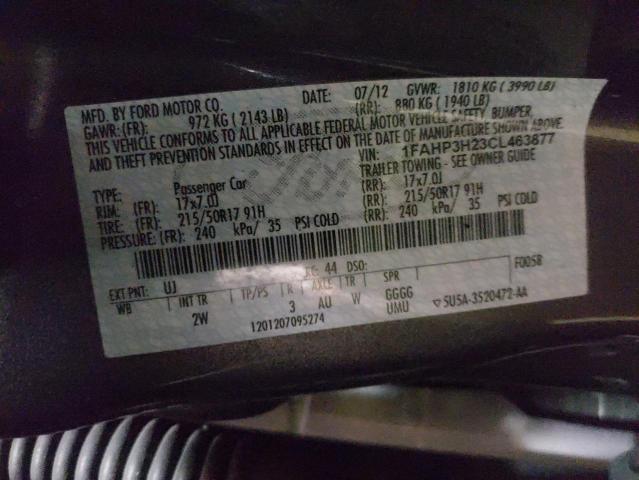 MFD. BY FORD MOTOR CO. DATE: 07/12 GVWR: 1810 KG ( 3990 LB)
GAWR: (FR): 972 KG ( 2143 LB) (RR): 880 KG ( 1940 LB)
THIS VEHICLE CONFORMS TO ALL APPLICABLE FEDERAL MOTOR VEHICLE SAFETY, BUMPER,
AND THEFT PREVENTION STANDARDS IN EFFECT ON THE DATE OF MANUFACTURE SHOWN ABOVE.
VIN: 1FAHP3H23CL463877
TYPE: Passenger Car TRAILER TOWING - SEE OWNER GUIDE
RIM: (FR): 17x7.0J (RR): 17x7.0J
TIRE: (FR): 215/50R17 91H (RR): 215/50R17 91H
PRESSURE: (FR): 240 kPa/ 35 PSI COLD (RR): 240 kPa/ 35 PSI COLD
EXT PNT: UJ RC: 44 DSO: F0058
WB INT TR TP/PS R AXLE TR SPR
2W 3 AU W GGGG
UMU 5U5A-3520472-AA
1201207095274